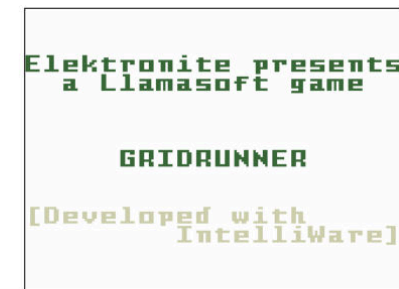 Elektronite presents
a Llamasoft game
GRIDRUNNER
[Developed with
IntelliWare]